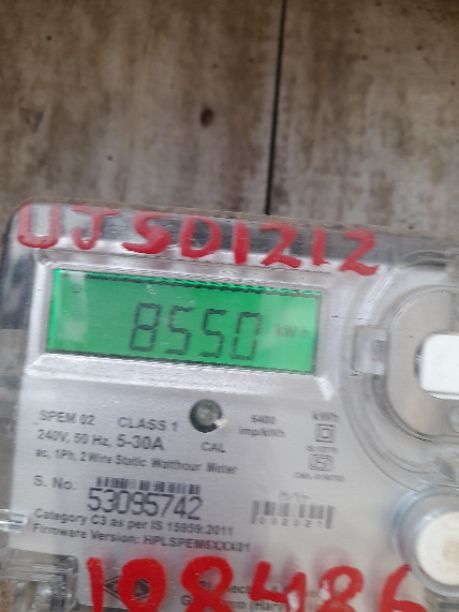 UJSD1212
8550 kWh
SPEM 02 CLASS 1 6400 kWh
240V, 50 Hz, 5-30A CAL imp/kWh
ac, 1Ph, 2 Wire Static Watthour Meter
S. No.
53095742
Category C3 as per IS 15959:2011
Firmware Version: HPLSPEM6XXX01
108486